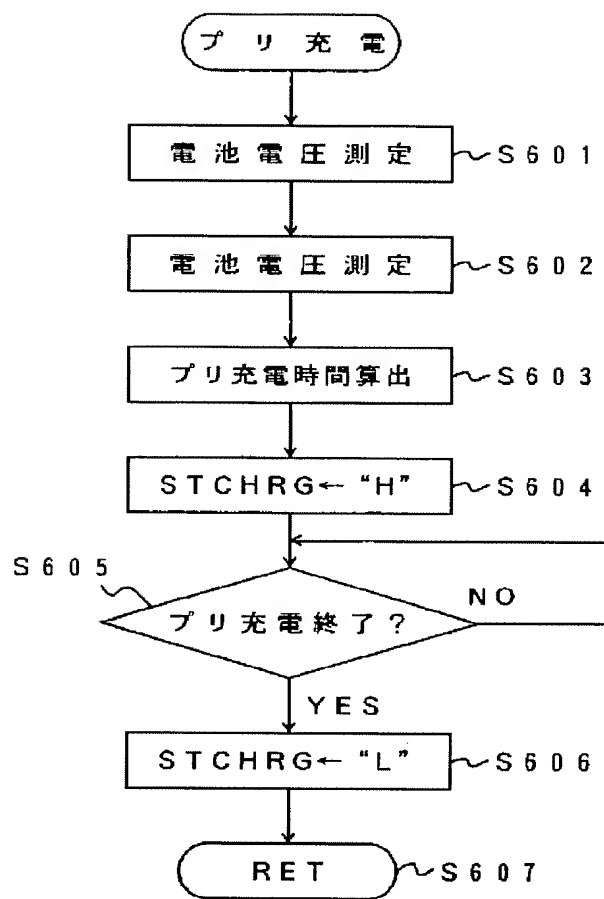 プリ充電
電池電圧測定 S601
電池電圧測定 S602
プリ充電時間算出 S603
STCHRG←“H” S604
S605
プリ充電終了? NO
YES
STCHRG←“L” S606
RET S607